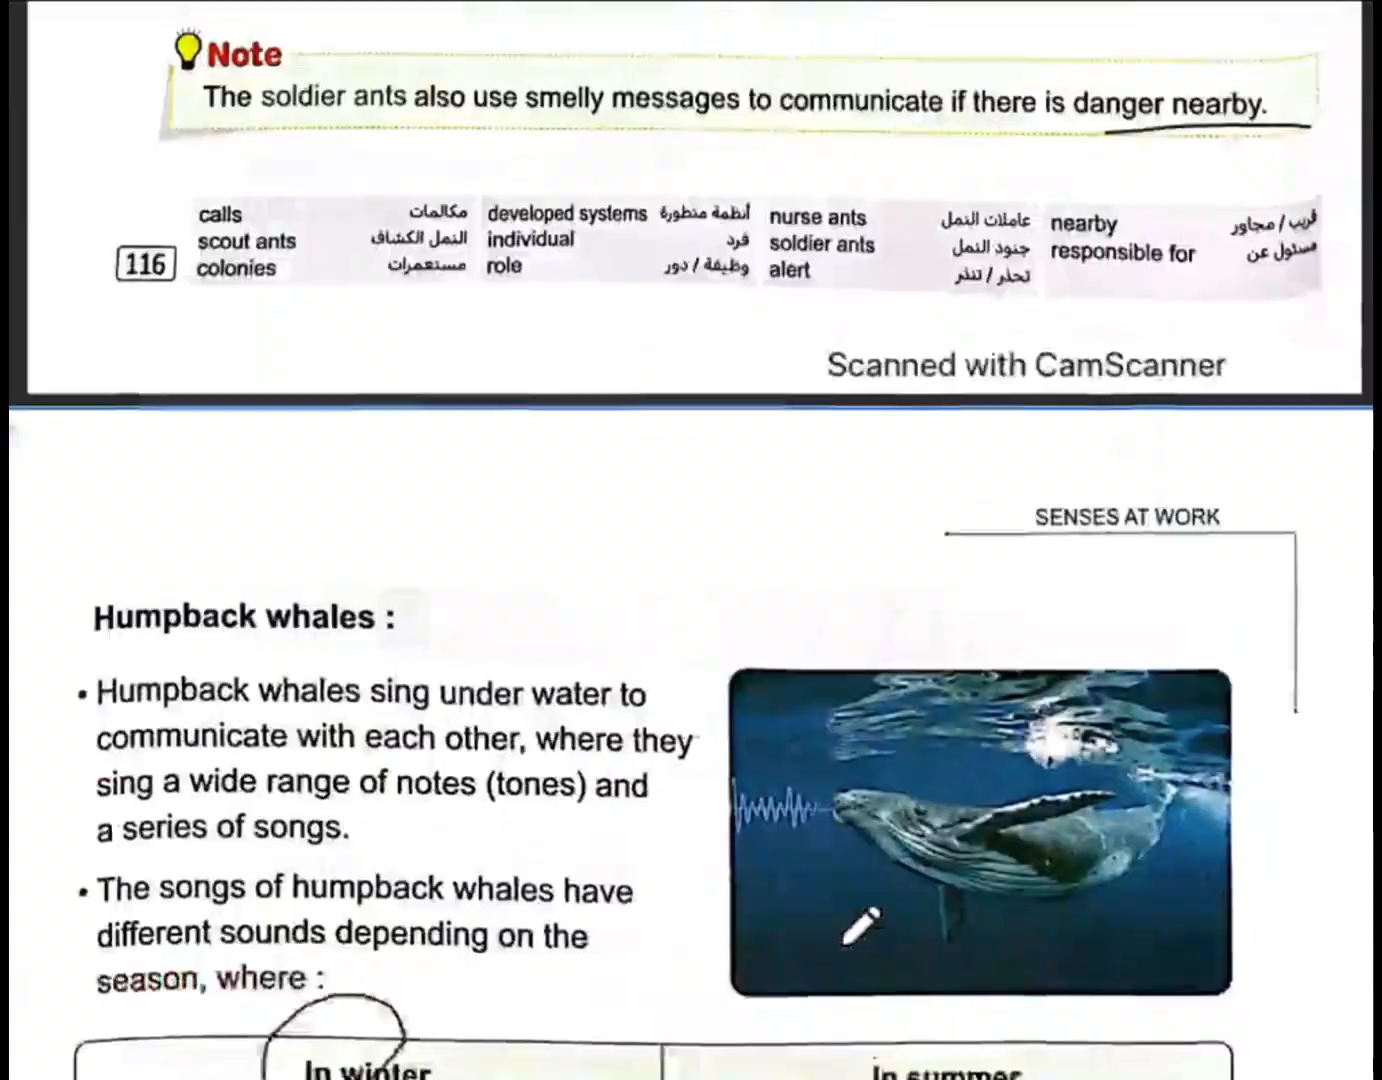 Note
The soldier ants also use smelly messages to communicate if there is danger nearby.
calls مكالمات developed systems أنظمة متطورة nurse ants عاملات النمل nearby قريب / مجاور
scout ants النمل الكشاف individual فرد soldier ants جنود النمل responsible for مسئول عن
116 colonies مستعمرات role وظيفة / دور alert تحذر / تنذر
Scanned with CamScanner
SENSES AT WORK
Humpback whales :
• Humpback whales sing under water to
communicate with each other, where they
sing a wide range of notes (tones) and
a series of songs.
• The songs of humpback whales have
different sounds depending on the
season, where :
In winter In summer